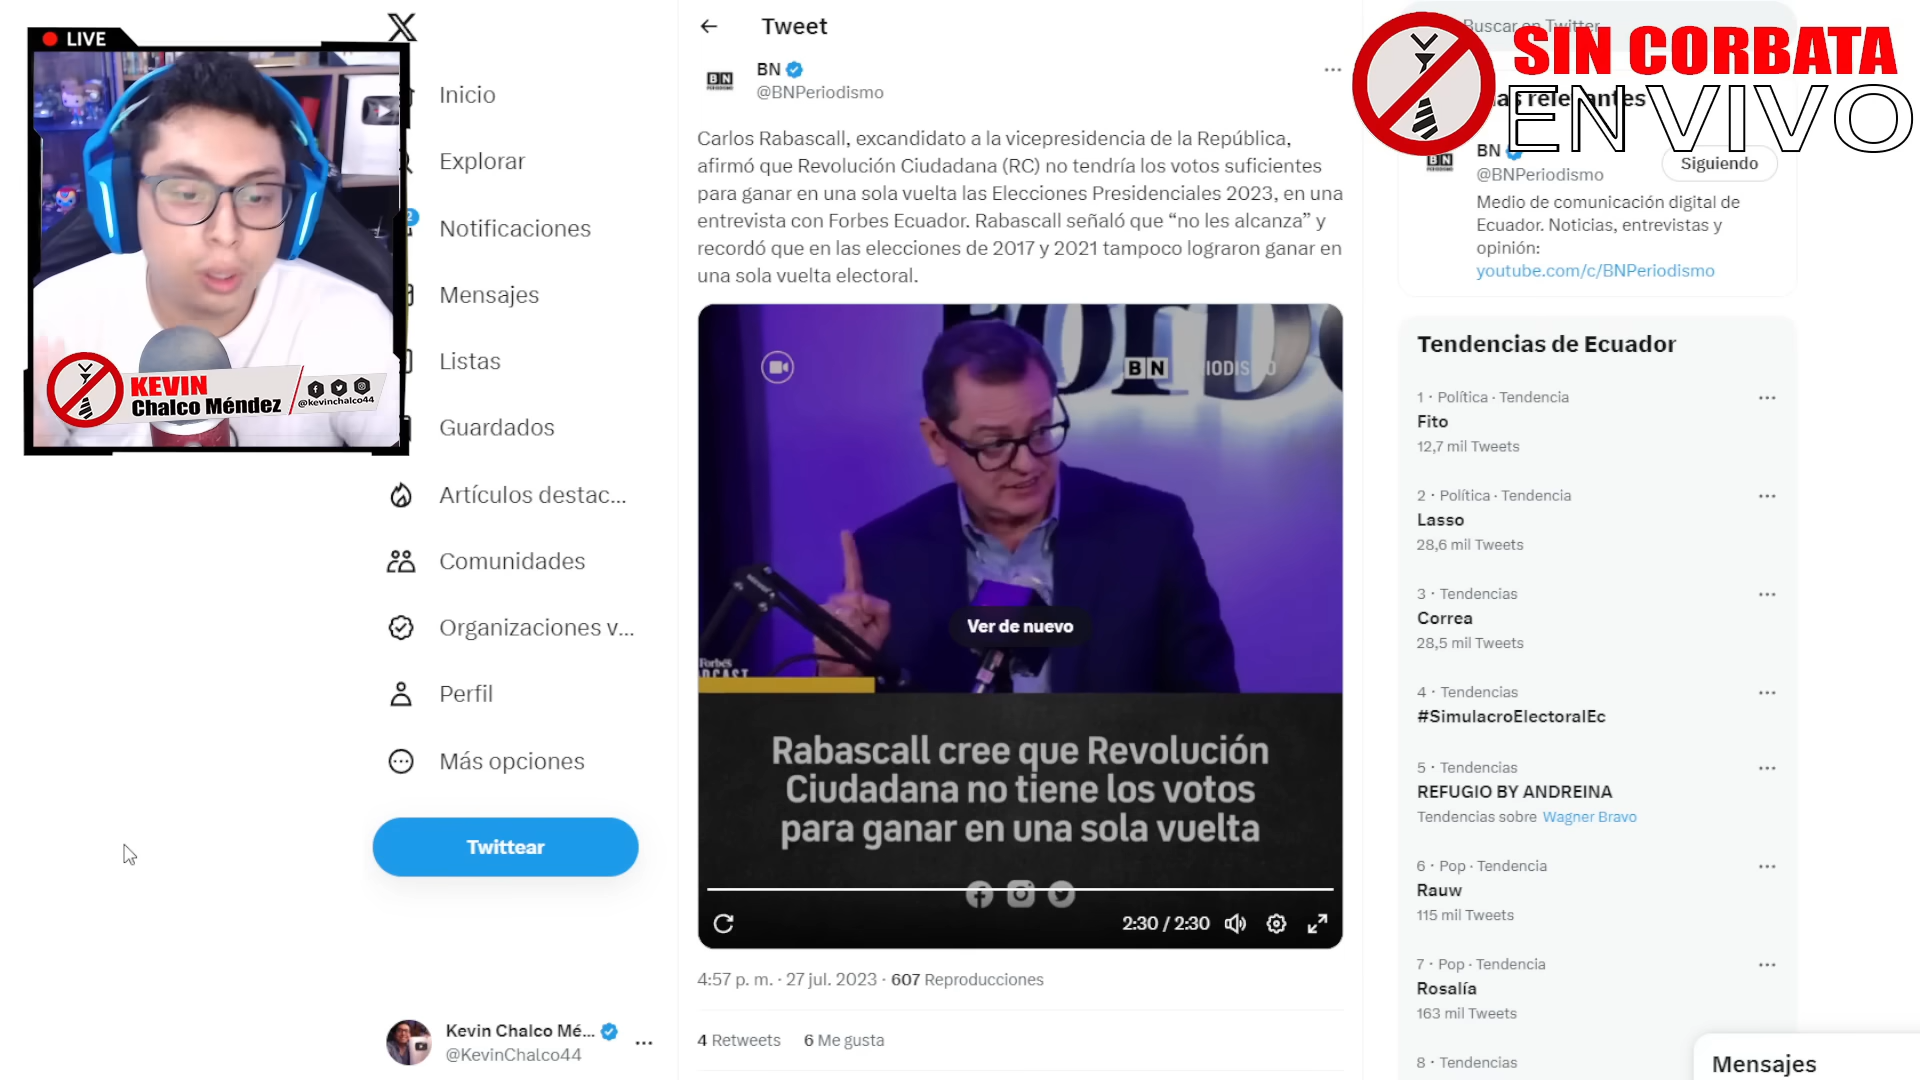 LIVE
KEVIN
Chalco Méndez
@kevinchalco44
Inicio
Explorar
2
Notificaciones
Mensajes
Listas
Guardados
Artículos destac...
Comunidades
Organizaciones v...
Perfil
Más opciones
Twittear
Kevin Chalco Mé...
@KevinChalco44
Tweet
BN
@BNPeriodismo
Carlos Rabascall, excandidato a la vicepresidencia de la República,
afirmó que Revolución Ciudadana (RC) no tendría los votos suficientes
para ganar en una sola vuelta las Elecciones Presidenciales 2023, en una
entrevista con Forbes Ecuador. Rabascall señaló que “no les alcanza” y
recordó que en las elecciones de 2017 y 2021 tampoco lograron ganar en
una sola vuelta electoral.
BN
Ver de nuevo
Forbes
Rabascall cree que Revolución
Ciudadana no tiene los votos
para ganar en una sola vuelta
2:30 / 2:30
4:57 p. m. · 27 jul. 2023 · 607 Reproducciones
4 Retweets 6 Me gusta
Buscar en Twitter
SIN CORBATA
EN VIVO
relevantes
BN
@BNPeriodismo
Siguiendo
Medio de comunicación digital de
Ecuador. Noticias, entrevistas y
opinión:
youtube.com/c/BNPeriodismo
Tendencias de Ecuador
1 · Política · Tendencia
Fito
12,7 mil Tweets
2 · Política · Tendencia
Lasso
28,6 mil Tweets
3 · Tendencias
Correa
28,5 mil Tweets
4 · Tendencias
#SimulacroElectoralEc
5 · Tendencias
REFUGIO BY ANDREINA
Tendencias sobre Wagner Bravo
6 · Pop · Tendencia
Rauw
115 mil Tweets
7 · Pop · Tendencia
Rosalía
163 mil Tweets
8 · Tendencias
Mensajes